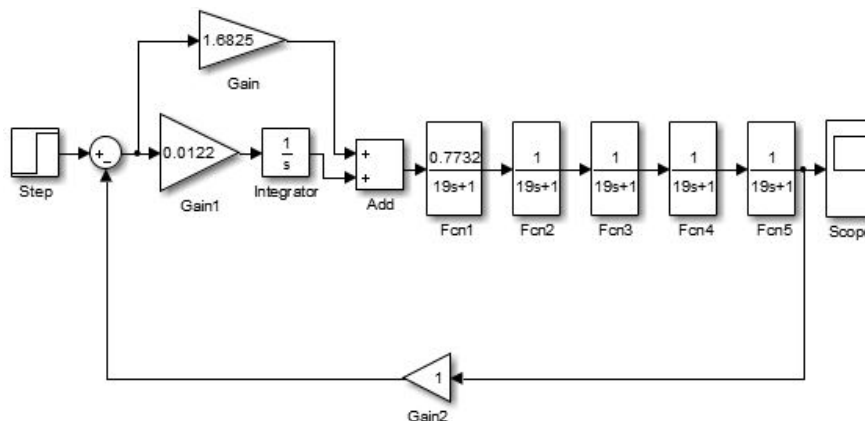 1.6825
Gain
Step
+
-
0.0122
Gain1
1
s
Integrator
+
+
Add
0.7732
19s+1
Fcn1
1
19s+1
Fcn2
1
19s+1
Fcn3
1
19s+1
Fcn4
1
19s+1
Fcn5
Scope
1
Gain2